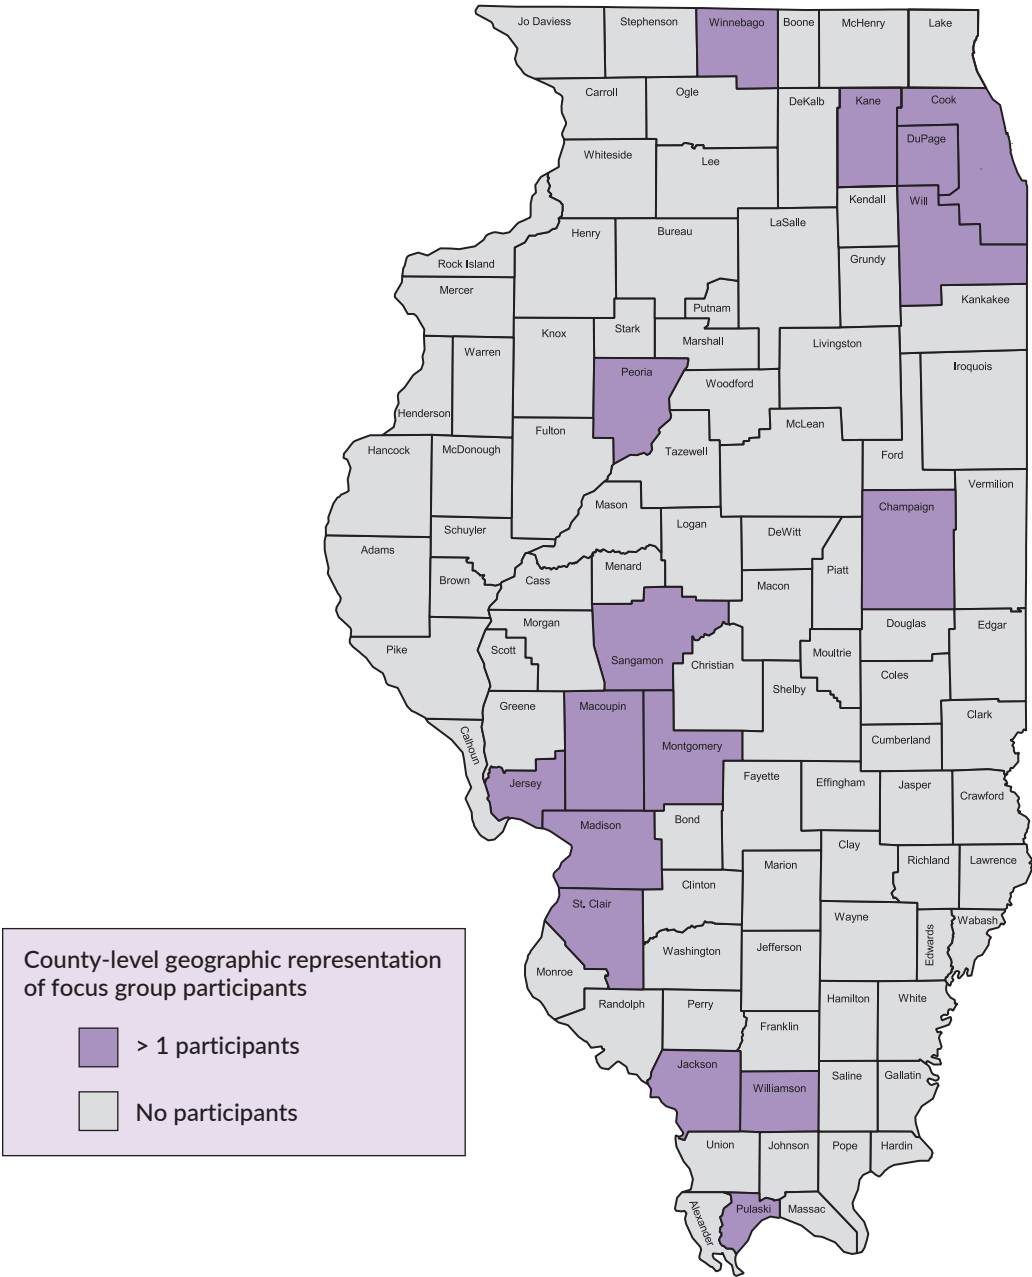 Jo Daviess
Stephenson
Winnebago
Boone
McHenry
Lake
Carroll
Ogle
DeKalb
Kane
Cook
DuPage
Whiteside
Lee
Kendall
Will
LaSalle
Henry
Bureau
Rock Island
Grundy
Mercer
Putnam
Kankakee
Knox
Stark
Marshall
Livingston
Warren
Peoria
Woodford
Iroquois
Henderson
Fulton
McLean
Hancock
McDonough
Tazewell
Ford
Vermilion
Mason
Champaign
Schuyler
Logan
DeWitt
Adams
Menard
Piatt
Brown
Cass
Macon
Morgan
Douglas
Edgar
Pike
Scott
Sangamon
Christian
Moultrie
Coles
Shelby
Greene
Macoupin
Clark
Calhoun
Montgomery
Cumberland
Jersey
Fayette
Effingham
Jasper
Crawford
Madison
Bond
Clay
Marion
Richland
Lawrence
Clinton
St. Clair
Wayne
Edwards
Wabash
Washington
Jefferson
Monroe
County-level geographic representation
of focus group participants
> 1 participants
No participants
Randolph
Perry
Hamilton
White
Franklin
Jackson
Williamson
Saline
Gallatin
Union
Johnson
Pope
Hardin
Alexander
Pulaski
Massac